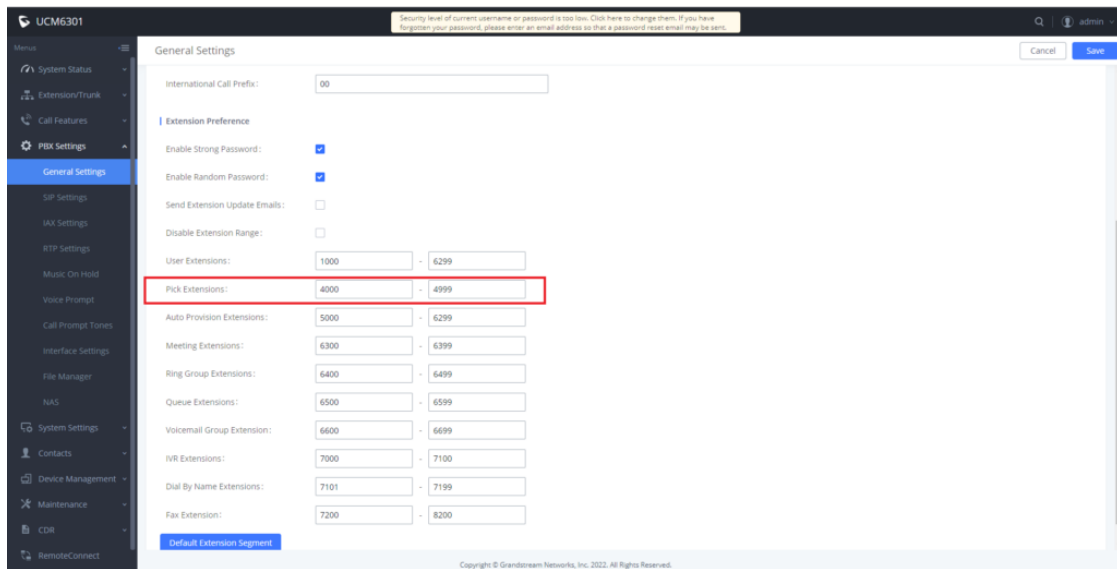 UCM6301
Security level of current username or password is too low. Click here to change them. If you have
forgotten your password, please enter an email address so that a password reset email may be sent.
admin
Menus
General Settings
Cancel
Save
System Status
Extension/Trunk
Call Features
PBX Settings
General Settings
SIP Settings
IAX Settings
RTP Settings
Music On Hold
Voice Prompt
Call Prompt Tones
Interface Settings
File Manager
NAS
System Settings
Contacts
Device Management
Maintenance
CDR
RemoteConnect
International Call Prefix: 00
Extension Preference
Enable Strong Password:
Enable Random Password:
Send Extension Update Emails:
Disable Extension Range:
User Extensions: 1000 - 6299
Pick Extensions: 4000 - 4999
Auto Provision Extensions: 5000 - 6299
Meeting Extensions: 6300 - 6399
Ring Group Extensions: 6400 - 6499
Queue Extensions: 6500 - 6599
Voicemail Group Extension: 6600 - 6699
IVR Extensions: 7000 - 7100
Dial By Name Extensions: 7101 - 7199
Fax Extension: 7200 - 8200
Default Extension Segment
Copyright © Grandstream Networks, Inc. 2022. All Rights Reserved.